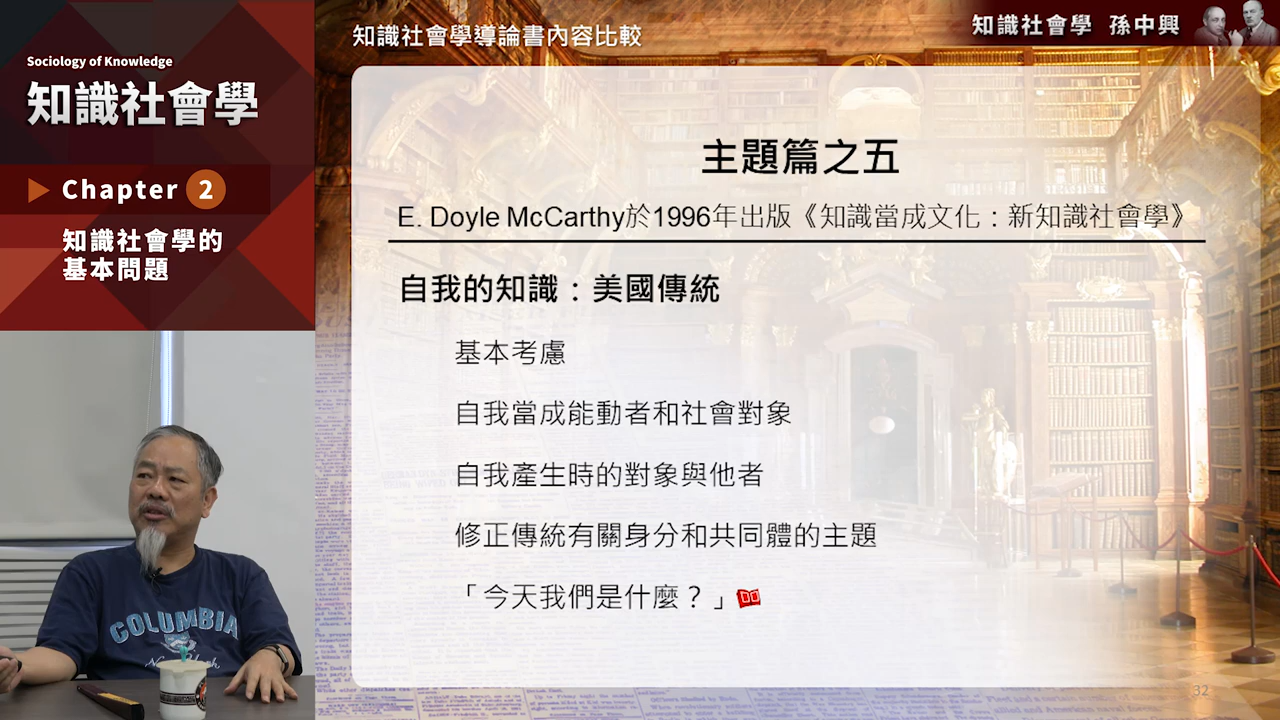 Sociology of Knowledge
知識社會學
Chapter 2
知識社會學的
基本問題
知識社會學導論書內容比較
知識社會學 孫中興
主題篇之五
E. Doyle McCarthy於1996年出版《知識當成文化：新知識社會學》
自我的知識：美國傳統
基本考慮
自我當成能動者和社會對象
自我產生時的對象與他者
修正傳統有關身分和共同體的主題
「今天我們是什麼？」
32
COLUMBIA